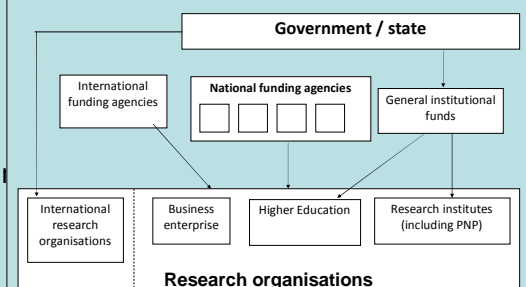 Government / state
International
funding agencies
National funding agencies
General institutional
funds
International
research
organisations
Business
enterprise
Higher Education
Research institutes
(including PNP)
Research organisations